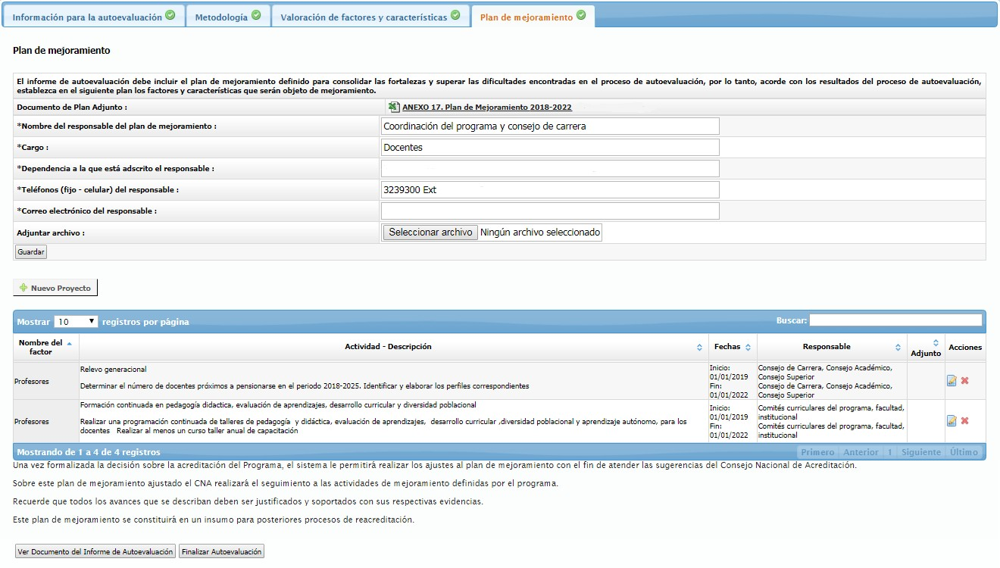 Información para la autoevaluación
Metodología
Valoración de factores y características
Plan de mejoramiento
Plan de mejoramiento
El informe de autoevaluación debe incluir el plan de mejoramiento definido para consolidar las fortalezas y superar las dificultades encontradas en el proceso de autoevaluación, por lo tanto, acorde con los resultados del proceso de autoevaluación,
establezca en el siguiente plan los factores y características que serán objeto de mejoramiento.
Documento de Plan Adjunto :
ANEXO 17. Plan de Mejoramiento 2018-2022
*Nombre del responsable del plan de mejoramiento :
Coordinación del programa y consejo de carrera
*Cargo :
Docentes
*Dependencia a la que está adscrito el responsable :
*Teléfonos (fijo - celular) del responsable :
3239300 Ext
*Correo electrónico del responsable :
Adjuntar archivo :
Seleccionar archivo Ningún archivo seleccionado
Guardar
Nuevo Proyecto
Mostrar 10 registros por página
Buscar:
Nombre del
factor
Actividad - Descripción
Fechas
Responsable
Adjunto
Acciones
Profesores
Relevo generacional
Determinar el número de docentes próximos a pensionarse en el periodo 2018-2025. Identificar y elaborar los perfiles correspondientes
Inicio:
01/01/2019
Fin:
01/01/2022
Consejo de Carrera, Consejo Académico,
Consejo Superior
Consejo de Carrera, Consejo Académico,
Consejo Superior
Profesores
Formación continuada en pedagogía didactica, evaluación de aprendizajes, desarrollo curricular y diversidad poblacional
Realizar una programación continuada de talleres de pedagogía y didáctica, evaluación de aprendizajes, desarrollo curricular ,diversidad poblacional y aprendizaje autónomo, para los
docentes Realizar al menos un curso taller anual de capacitación
Inicio:
01/01/2019
Fin:
01/01/2022
Comités curriculares del programa, facultad,
institucional
Comités curriculares del programa, facultad,
institucional
Mostrando de 1 a 4 de 4 registros
Primero Anterior 1 Siguiente Último
Una vez formalizada la decisión sobre la acreditación del Programa, el sistema le permitirá realizar los ajustes al plan de mejoramiento con el fin de atender las sugerencias del Consejo Nacional de Acreditación.
Sobre este plan de mejoramiento ajustado el CNA realizará el seguimiento a las actividades de mejoramiento definidas por el programa.
Recuerde que todos los avances que se describan deben ser justificados y soportados con sus respectivas evidencias.
Este plan de mejoramiento se constituirá en un insumo para posteriores procesos de reacreditación.
Ver Documento del Informe de Autoevaluación
Finalizar Autoevaluación